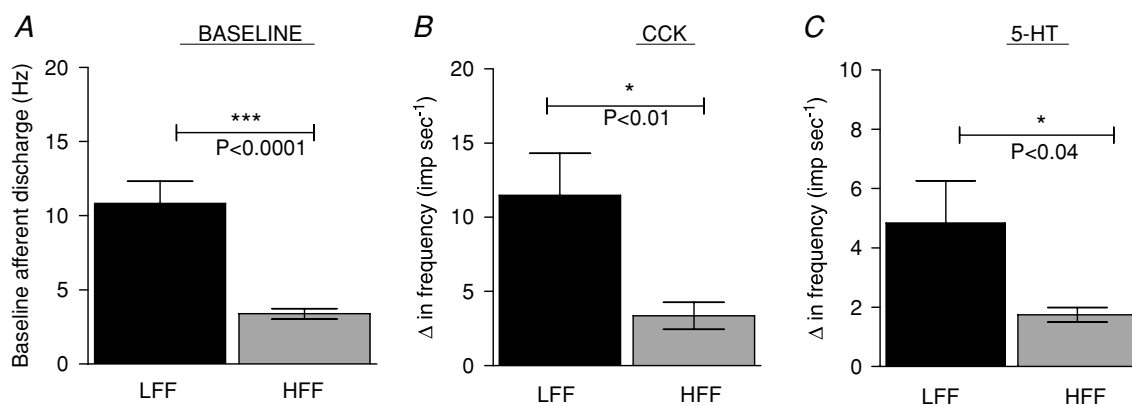 A
BASELINE
Baseline afferent discharge (Hz)
20
15
10
5
0
***
P<0.0001
LFF
HFF
B
CCK
Δ in frequency (imp sec⁻¹)
20
15
10
5
0
*
P<0.01
LFF
HFF
C
5-HT
Δ in frequency (imp sec⁻¹)
10
8
6
4
2
0
*
P<0.04
LFF
HFF